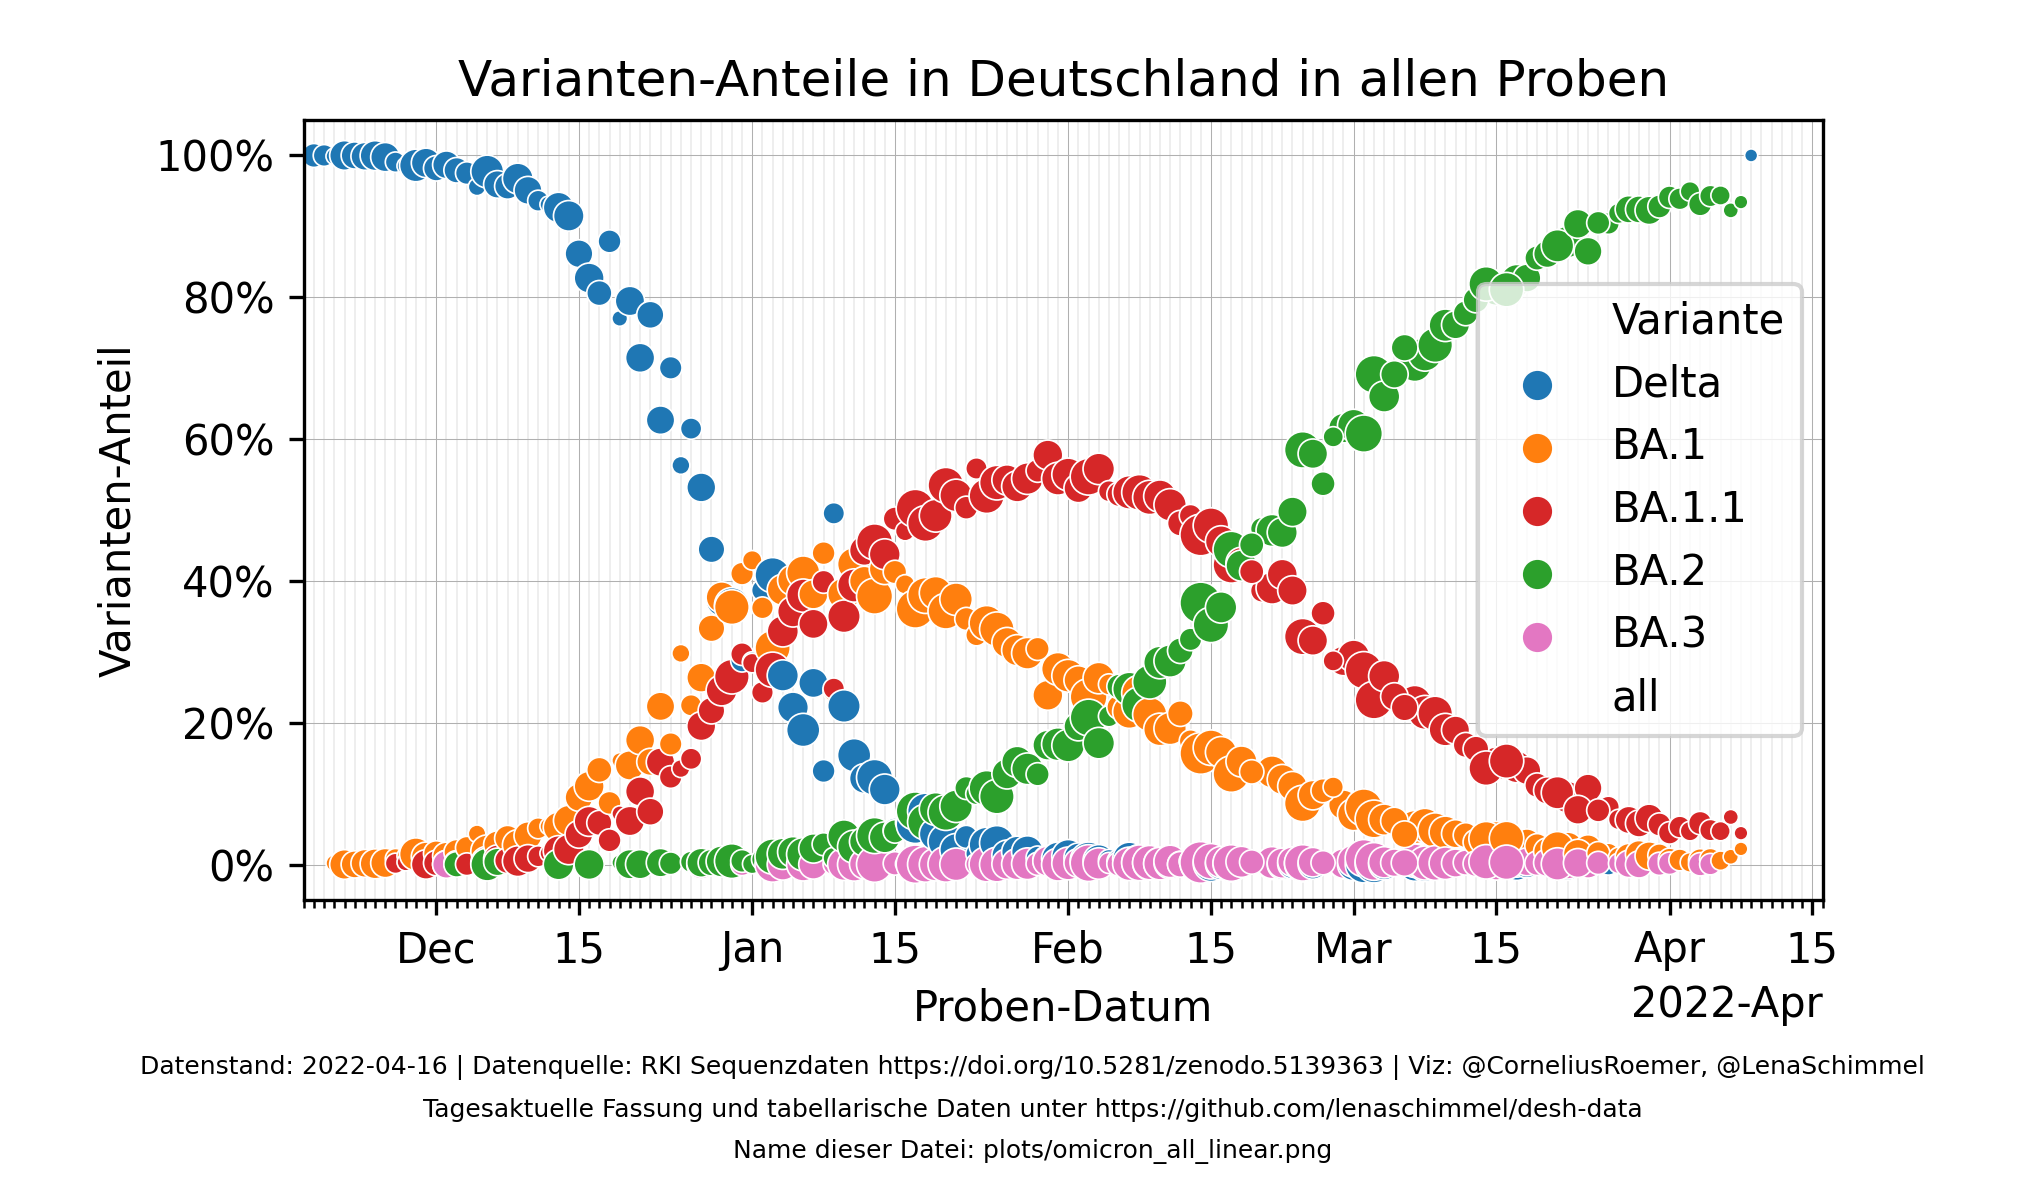 Varianten-Anteile in Deutschland in allen Proben
100%
80%
60%
40%
20%
0%
Varianten-Anteil
Variante
Delta
BA.1
BA.1.1
BA.2
BA.3
all
Dec 15 Jan 15 Feb 15 Mar 15 Apr 15
Proben-Datum
2022-Apr
Datenstand: 2022-04-16 | Datenquelle: RKI Sequenzdaten https://doi.org/10.5281/zenodo.5139363 | Viz: @CorneliusRoemer, @LenaSchimmel
Tagesaktuelle Fassung und tabellarische Daten unter https://github.com/lenaschimmel/desh-data
Name dieser Datei: plots/omicron_all_linear.png